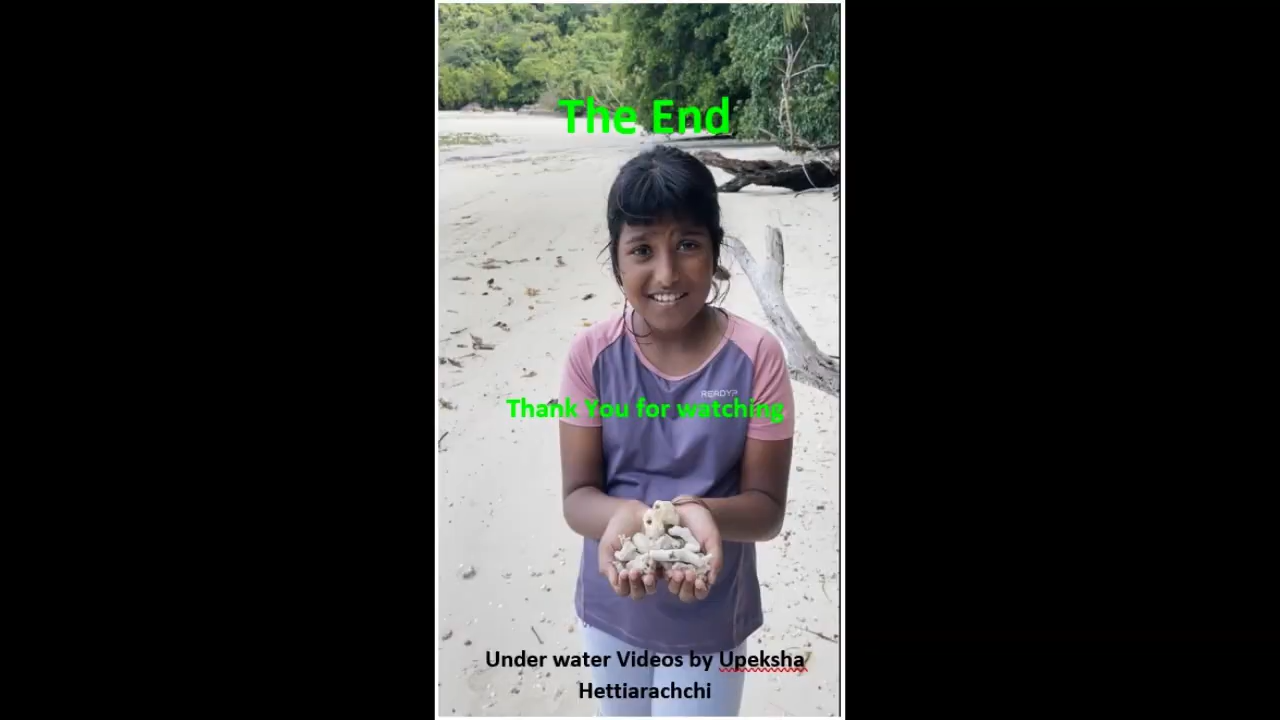 The End
READY?
Thank You for watching
Under water Videos by Upeksha
Hettiarachchi